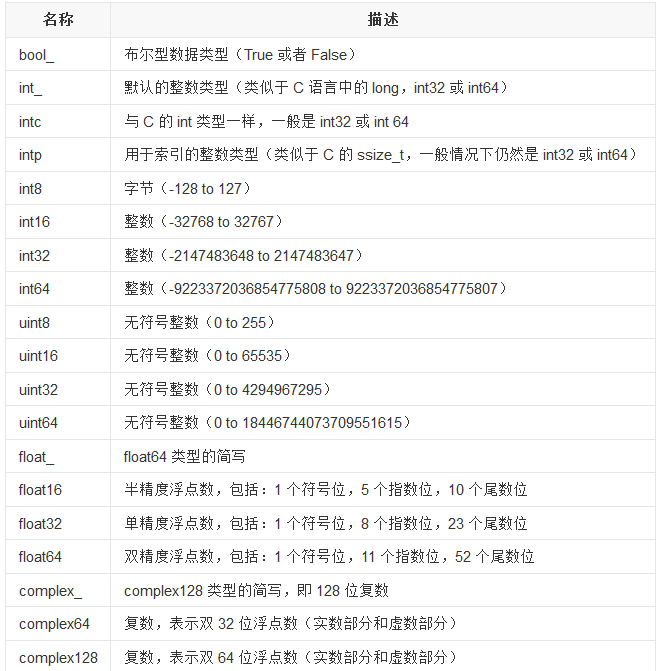 名称 描述
bool_ 布尔型数据类型（True 或者 False）
int_ 默认的整数类型（类似于 C 语言中的 long，int32 或 int64）
intc 与 C 的 int 类型一样，一般是 int32 或 int 64
intp 用于索引的整数类型（类似于 C 的 ssize_t，一般情况下仍然是 int32 或 int64）
int8 字节（-128 to 127）
int16 整数（-32768 to 32767）
int32 整数（-2147483648 to 2147483647）
int64 整数（-9223372036854775808 to 9223372036854775807）
uint8 无符号整数（0 to 255）
uint16 无符号整数（0 to 65535）
uint32 无符号整数（0 to 4294967295）
uint64 无符号整数（0 to 18446744073709551615）
float_ float64 类型的简写
float16 半精度浮点数，包括：1 个符号位，5 个指数位，10 个尾数位
float32 单精度浮点数，包括：1 个符号位，8 个指数位，23 个尾数位
float64 双精度浮点数，包括：1 个符号位，11 个指数位，52 个尾数位
complex_ complex128 类型的简写，即 128 位复数
complex64 复数，表示双 32 位浮点数（实数部分和虚数部分）
complex128 复数，表示双 64 位浮点数（实数部分和虚数部分）